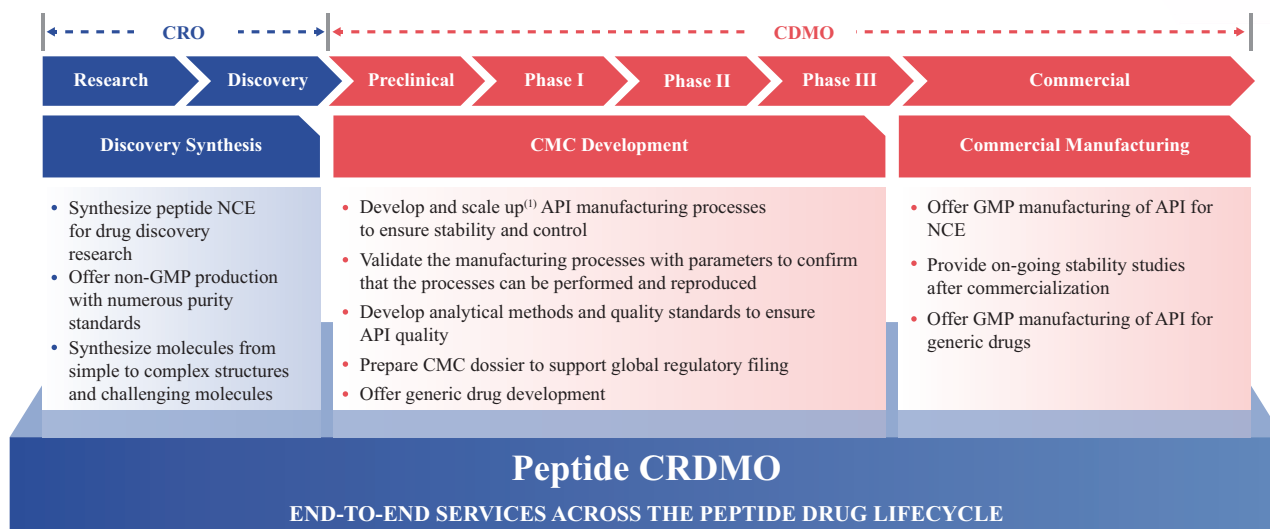 CRO
CDMO
Research
Discovery
Preclinical
Phase I
Phase II
Phase III
Commercial
Discovery Synthesis
CMC Development
Commercial Manufacturing
• Synthesize peptide NCE
for drug discovery
research
• Offer non-GMP production
with numerous purity
standards
• Synthesize molecules from
simple to complex structures
and challenging molecules
• Develop and scale up(1) API manufacturing processes
to ensure stability and control
• Validate the manufacturing processes with parameters to confirm
that the processes can be performed and reproduced
• Develop analytical methods and quality standards to ensure
API quality
• Prepare CMC dossier to support global regulatory filing
• Offer generic drug development
• Offer GMP manufacturing of API for
NCE
• Provide on-going stability studies
after commercialization
• Offer GMP manufacturing of API for
generic drugs
Peptide CRDMO
END-TO-END SERVICES ACROSS THE PEPTIDE DRUG LIFECYCLE